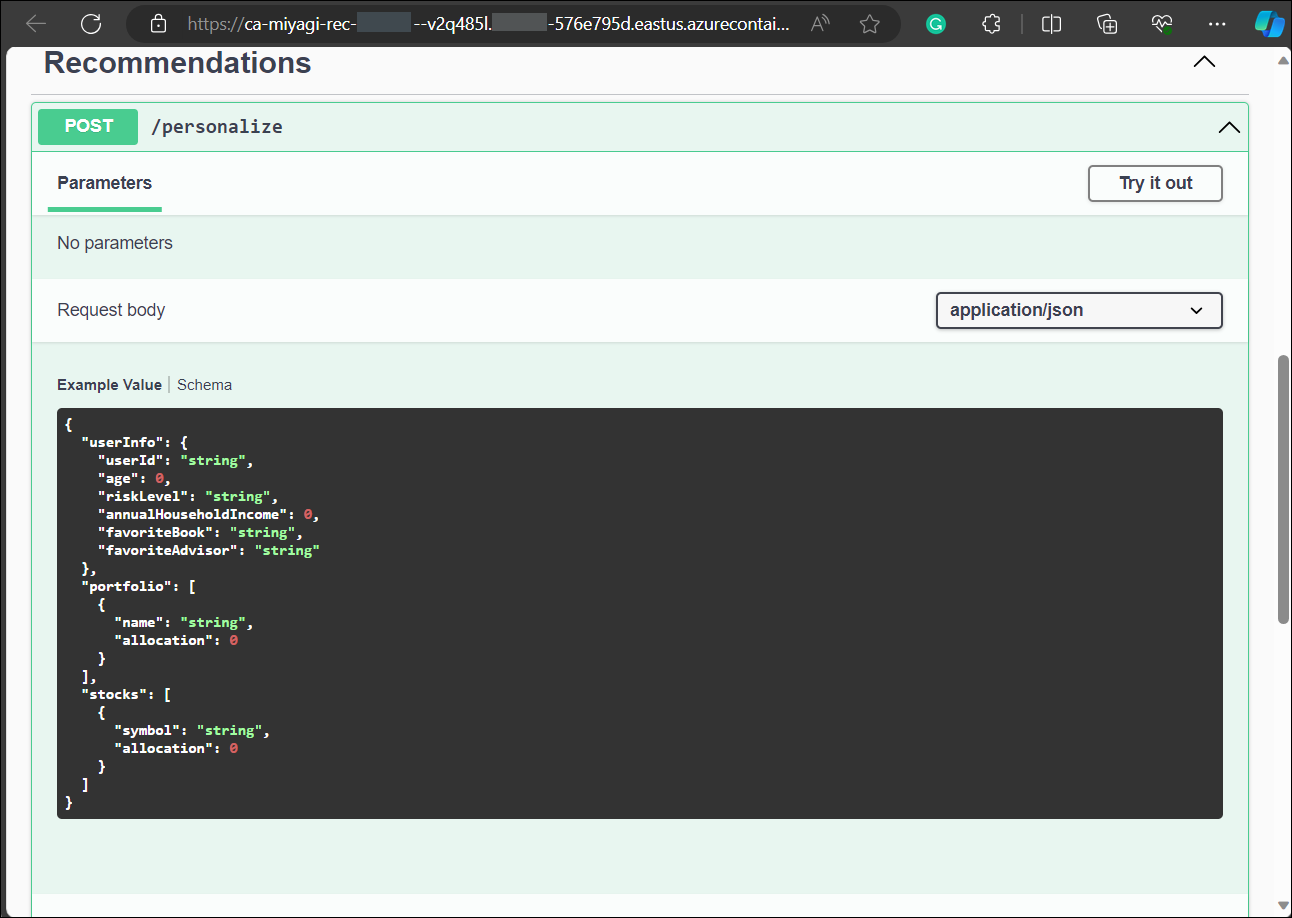 https://ca-miyagi-rec- --v2q485l. -576e795d.eastus.azurecontai...
Recommendations
POST /personalize
Parameters
Try it out
No parameters
Request body
application/json
Example Value | Schema
{
  "userInfo": {
    "userId": "string",
    "age": 0,
    "riskLevel": "string",
    "annualHouseholdIncome": 0,
    "favoriteBook": "string",
    "favoriteAdvisor": "string"
  },
  "portfolio": [
    {
      "name": "string",
      "allocation": 0
    }
  ],
  "stocks": [
    {
      "symbol": "string",
      "allocation": 0
    }
  ]
}